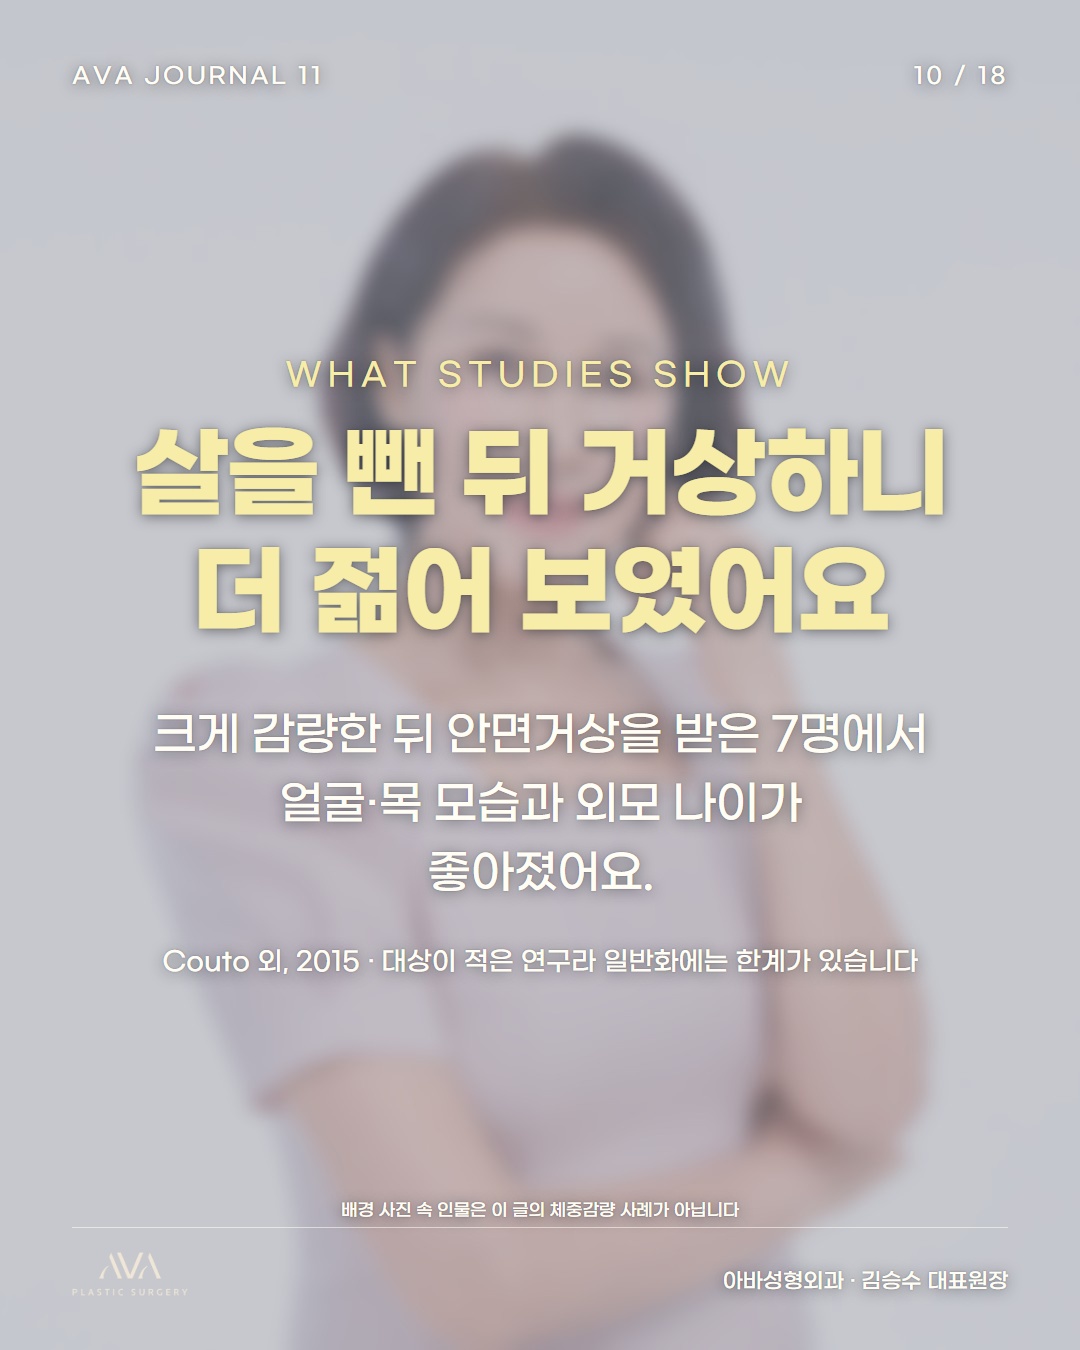 AVA JOURNAL 11
10 / 18
WHAT STUDIES SHOW
살을 뺀 뒤 거상하니
더 젊어 보였어요
크게 감량한 뒤 안면거상을 받은 7명에서
얼굴·목 모습과 외모 나이가
좋아졌어요.
Couto 외, 2015 · 대상이 적은 연구라 일반화에는 한계가 있습니다
배경 사진 속 인물은 이 글의 체중감량 사례가 아닙니다
AVA
PLASTIC SURGERY
아바성형외과 · 김승수 대표원장